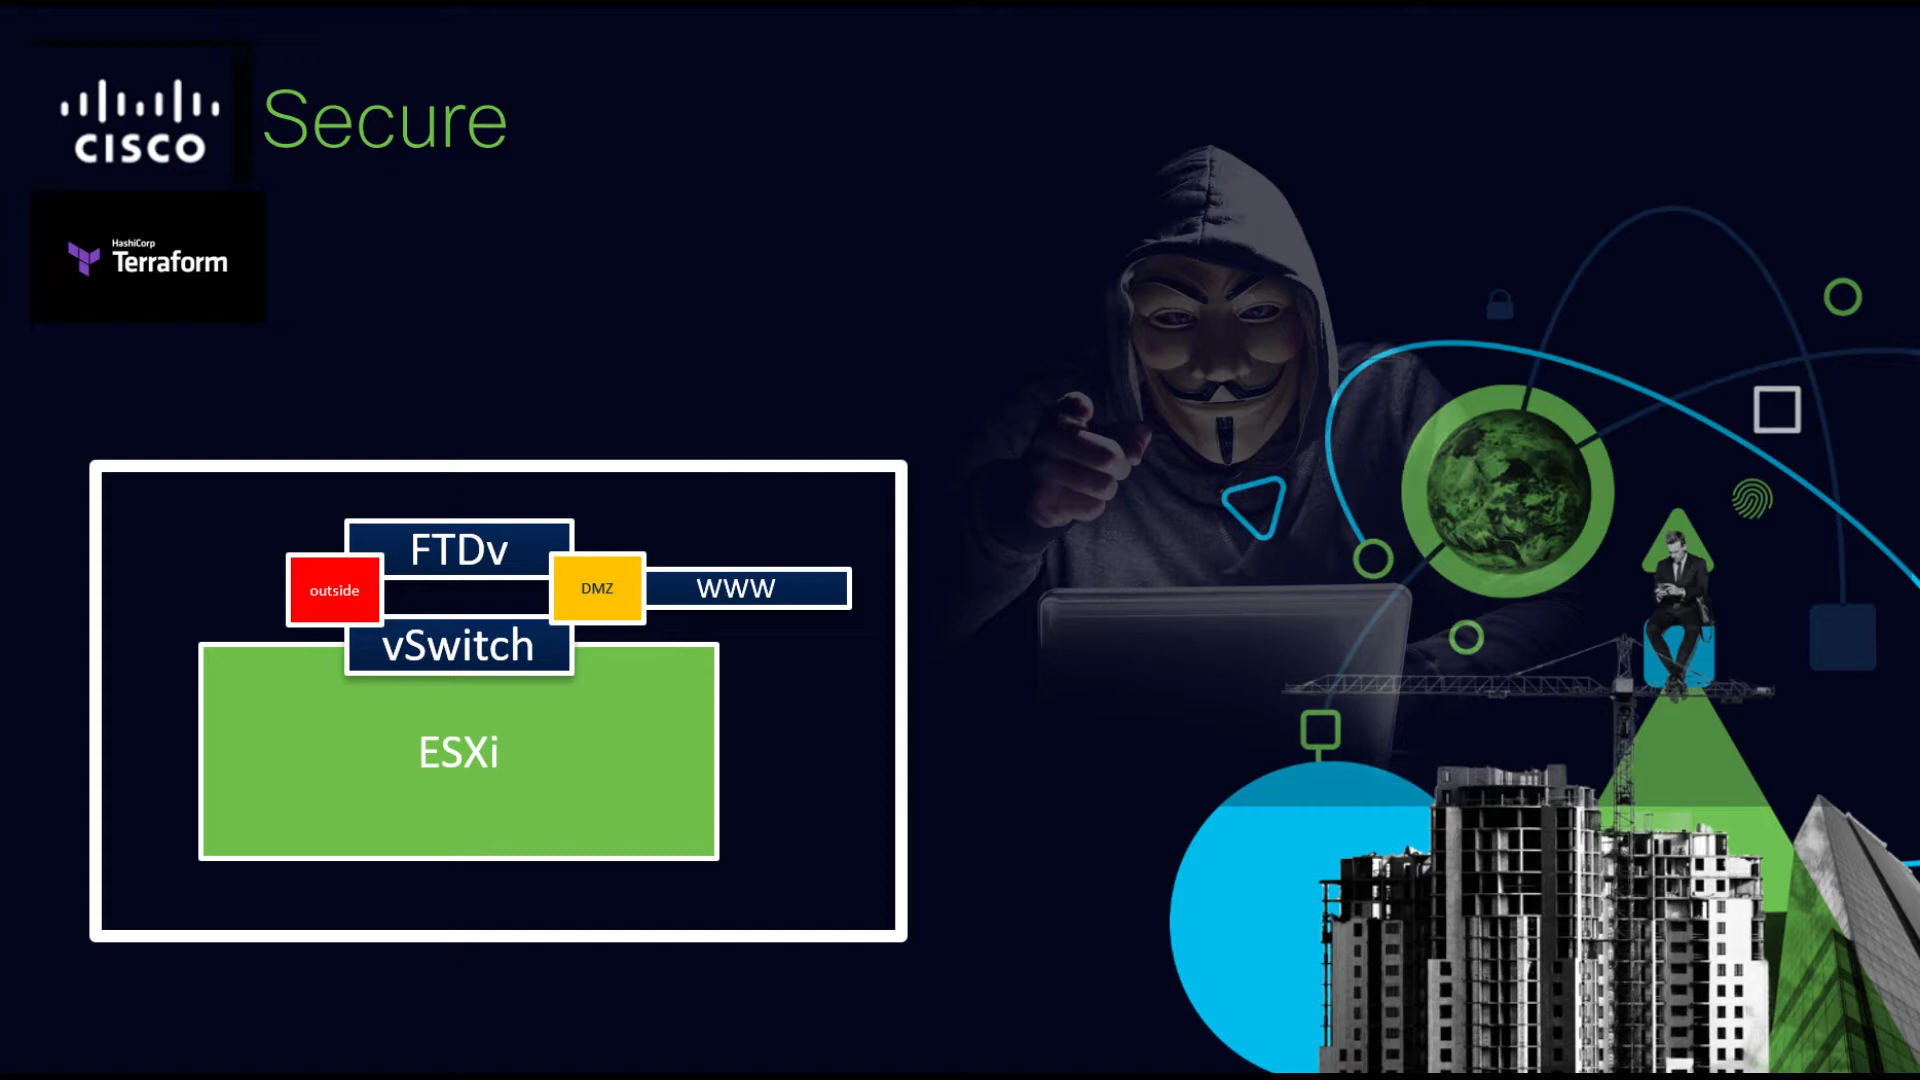 CISCO
Secure
HashiCorp
Terraform
FTDv
outside
DMZ
WWW
vSwitch
ESXi